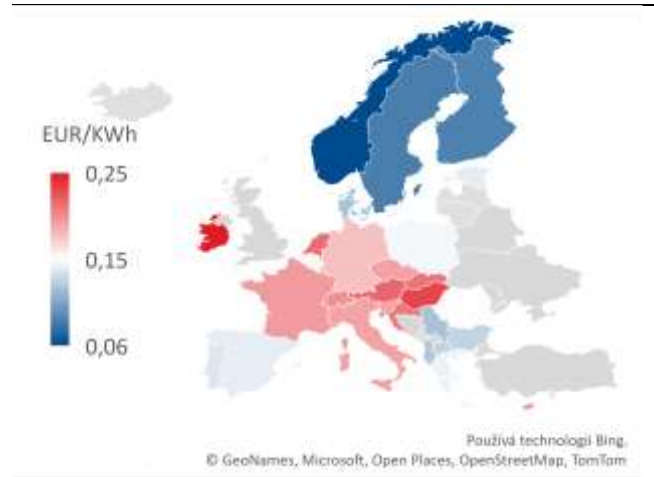 EUR/KWh
0,25
0,15
0,06
Používá technologii Bing.
© GeoNames, Microsoft, Open Places, OpenStreetMap, TomTom